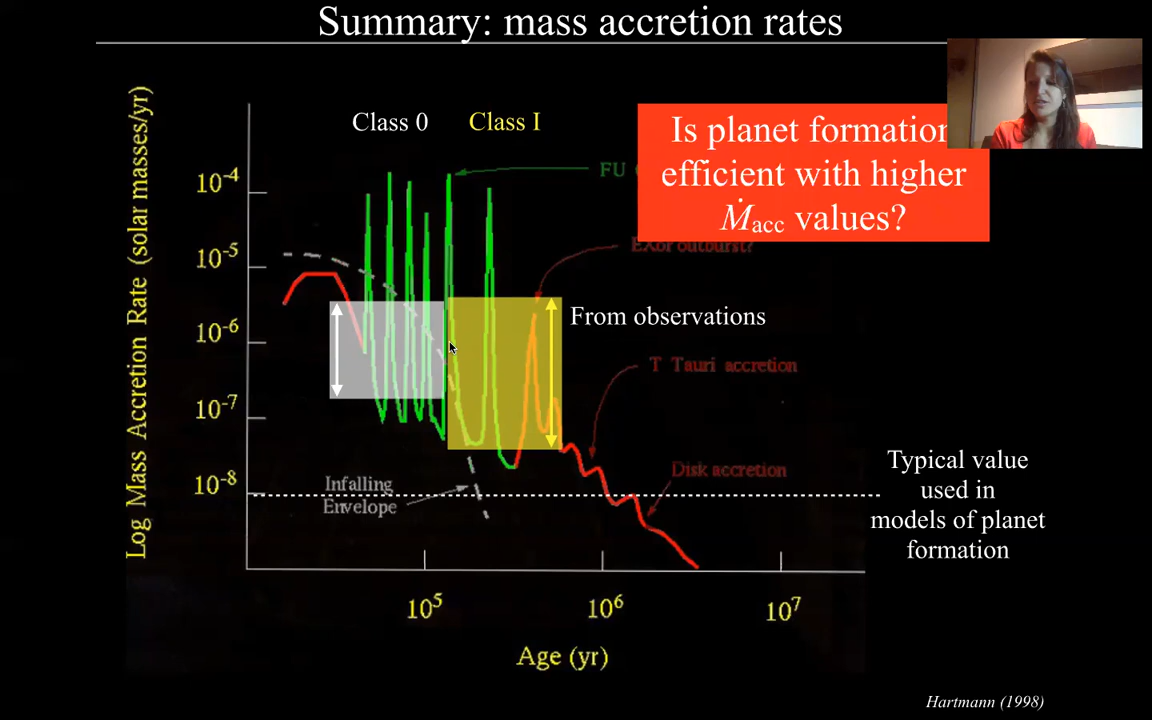 Summary: mass accretion rates
Class 0
Class I
Is planet formation
efficient with higher
Ṁacc values?
FU
EXor outburst?
From observations
T Tauri accretion
Disk accretion
Infalling
Envelope
Typical value
used in
models of planet
formation
Log Mass Accretion Rate (solar masses/yr)
10-4
10-5
10-6
10-7
10-8
105
106
107
Age (yr)
Hartmann (1998)